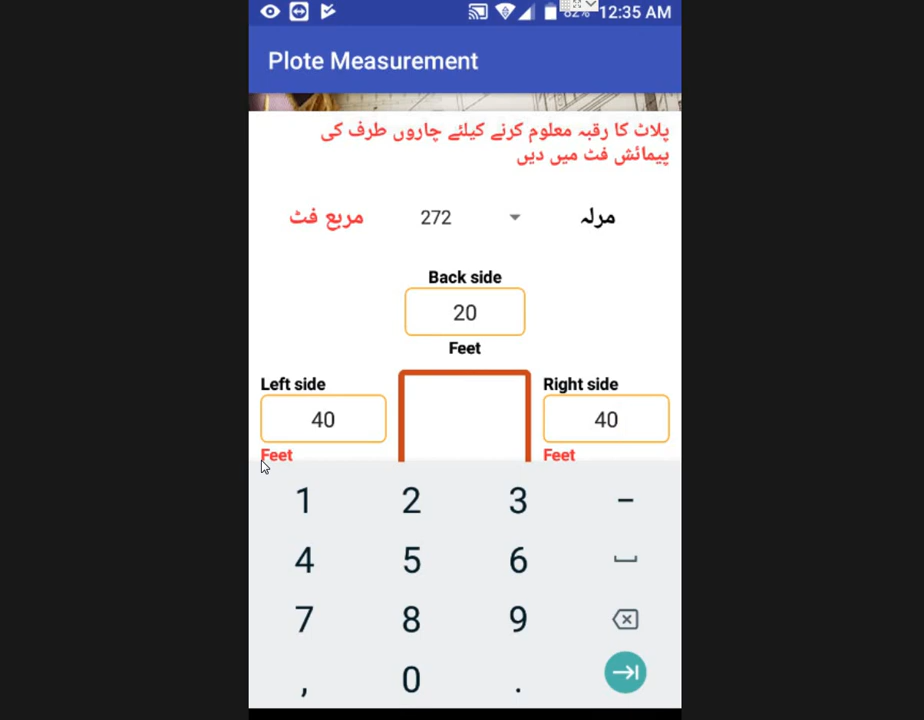 82% 12:35 AM
Plote Measurement
پلاٹ کا رقبہ معلوم کرنے کیلئے چاروں طرف کی
پیمائش فٹ میں دیں
مرلہ 272 مربع فٹ
Back side
20
Feet
Left side Right side
40 40
Feet Feet
1 2 3 –
4 5 6
7 8 9
, 0 .